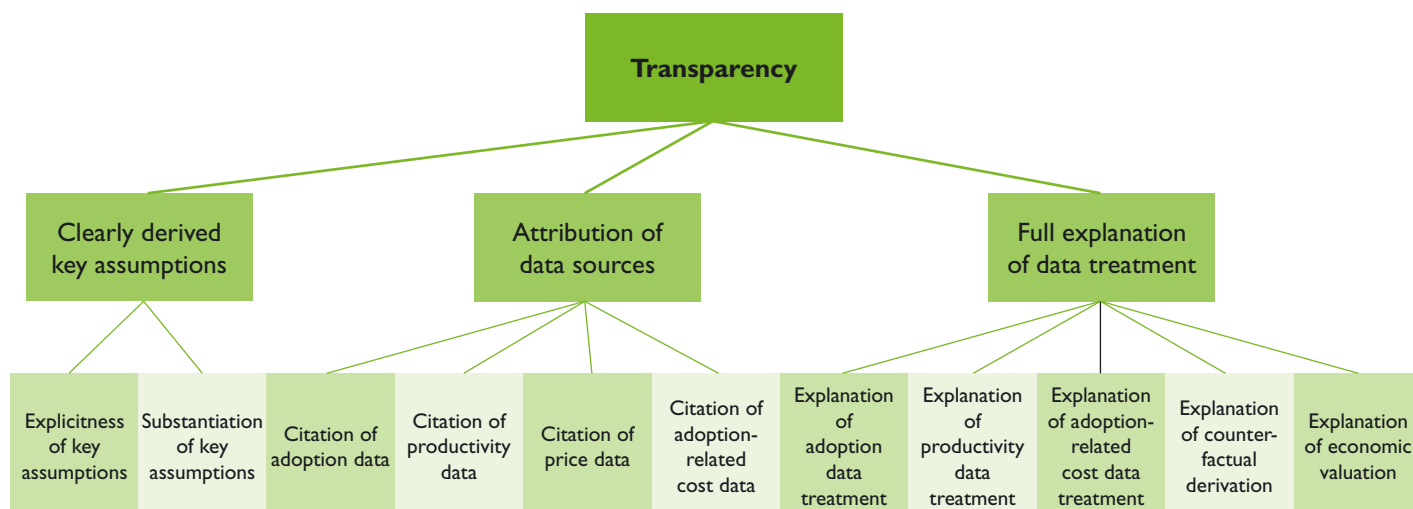 Transparency
Clearly derived
key assumptions
Attribution of
data sources
Full explanation
of data treatment
Explicitness
of key
assumptions
Substantiation
of key
assumptions
Citation of
adoption data
Citation of
productivity
data
Citation of
price data
Citation of
adoption-
related
cost data
Explanation
of
adoption
data
treatment
Explanation
of
productivity
data
treatment
Explanation
of adoption-
related
cost data
treatment
Explanation
of counter-
factual
derivation
Explanation
of economic
valuation